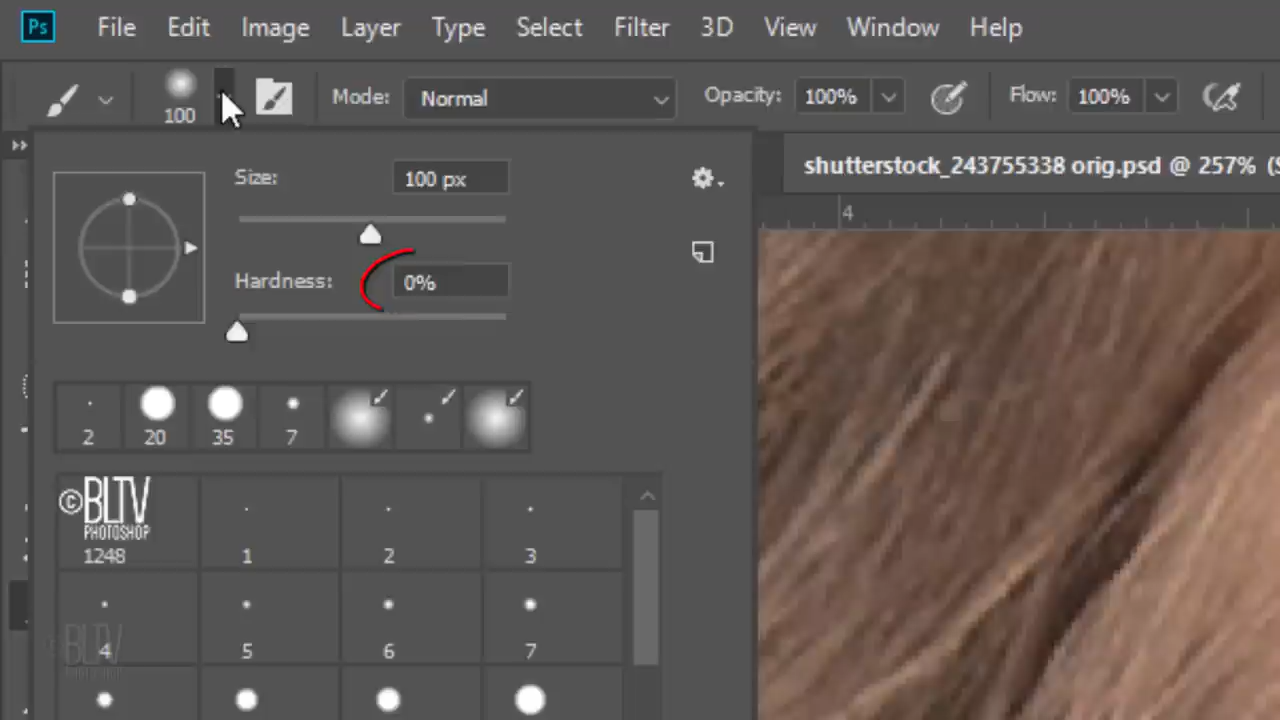 Ps File Edit Image Layer Type Select Filter 3D View Window Help
100 Mode: Normal Opacity: 100% Flow: 100%
shutterstock_243755338 orig.psd @ 257%
Size: 100 px
4
Hardness: 0%
2 20 35 7
©BLTV
PHOTOSHOP
1248 1 2 3
4 5 6 7
BLTV
PHOTOSHOP